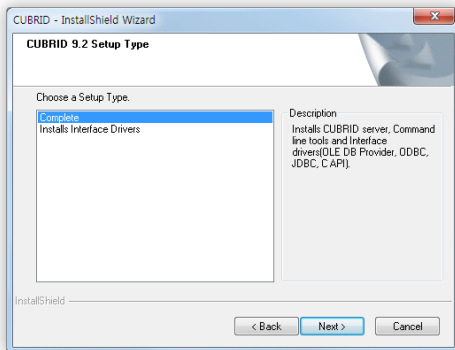 CUBRID - InstallShield Wizard
CUBRID 9.2 Setup Type
Choose a Setup Type.
Complete
Installs Interface Drivers
Description
Installs CUBRID server, Command
line tools and Interface
drivers(OLE DB Provider, ODBC,
JDBC, C API).
InstallShield
< Back
Next >
Cancel